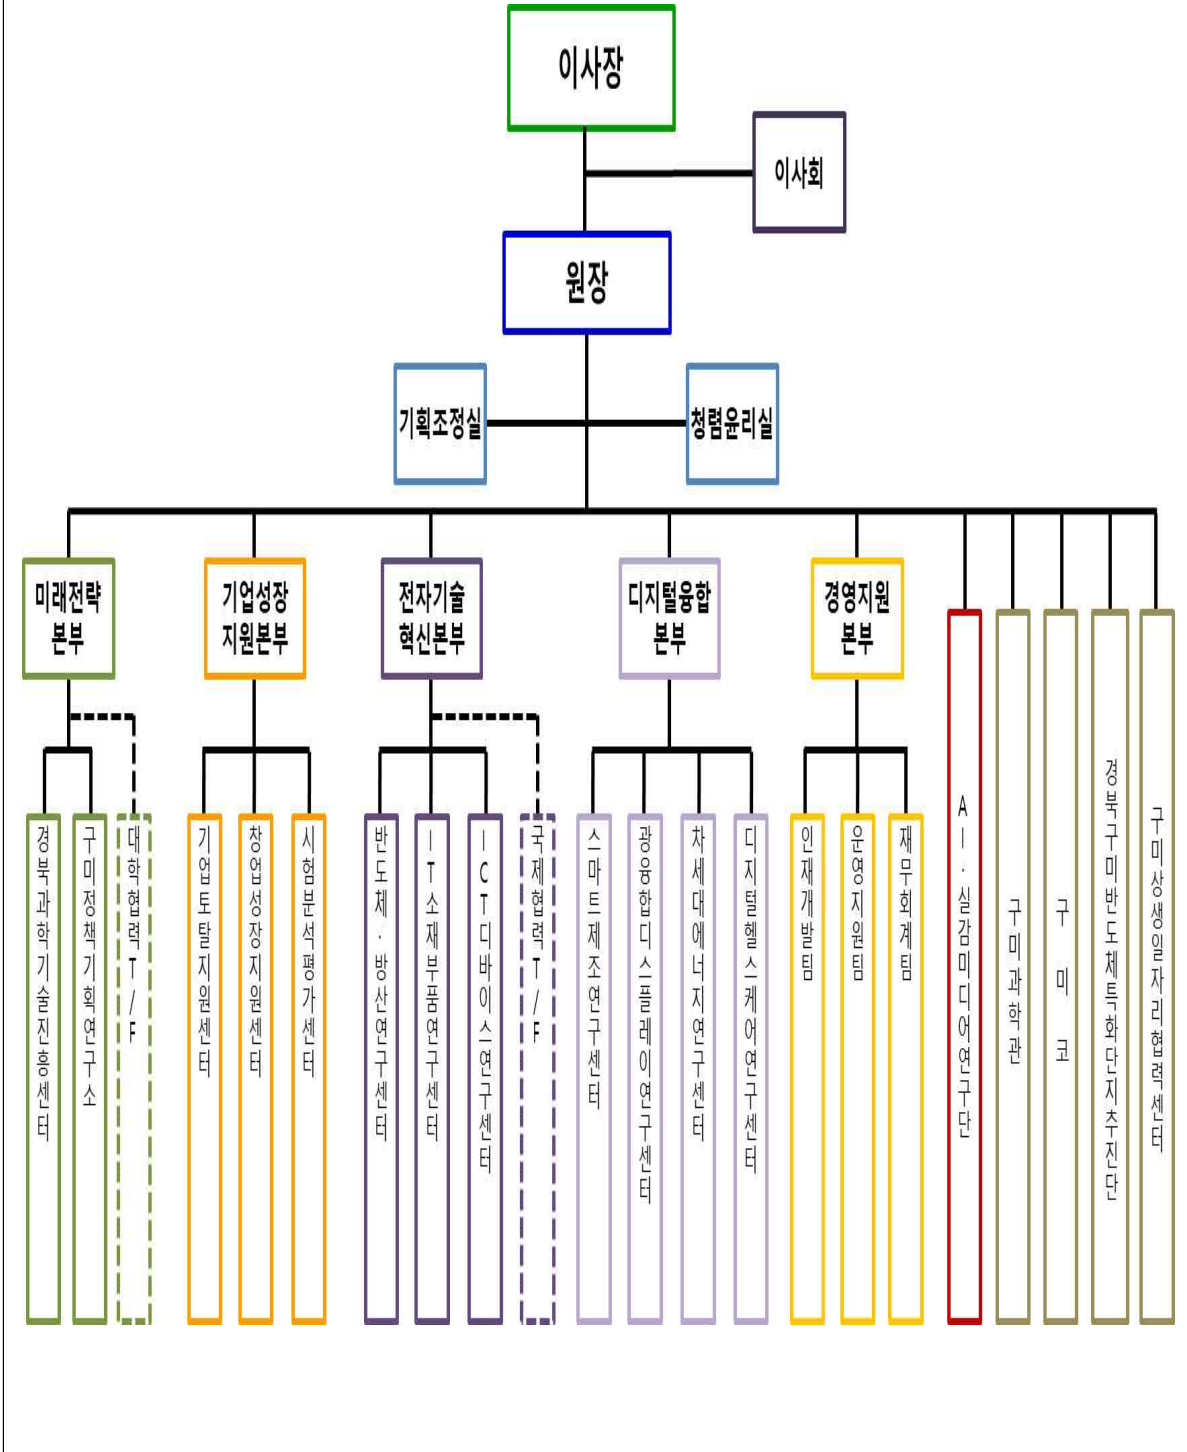 이사장
이사회
원장
기획조정실
청렴윤리실
미래전략
본부
기업성장
지원본부
전자기술
혁신본부
디지털융합
본부
경영지원
본부
경북과학기술진흥센터
구미정책기획연구소
대학협력T/F
기업토탈지원센터
창업성장지원센터
시험분석평가센터
반도체·방산연구센터
IT소재부품연구센터
ICT디바이스연구센터
국제협력T/F
스마트제조연구센터
광융합디스플레이연구센터
차세대에너지연구센터
디지털헬스케어연구센터
인재개발팀
운영지원팀
재무회계팀
AI·실감미디어연구단
구미과학관
구미코
경북구미반도체특화단지추진단
구미상생일자리협력센터